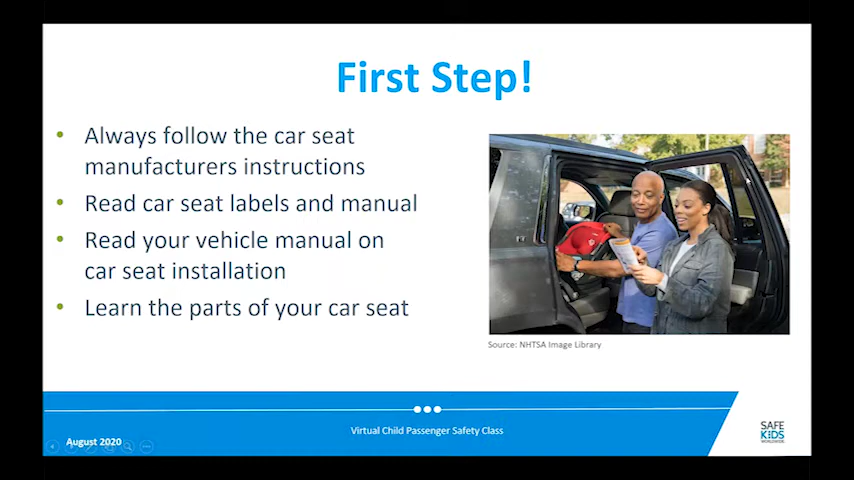 First Step!
• Always follow the car seat
manufacturers instructions
• Read car seat labels and manual
• Read your vehicle manual on
car seat installation
• Learn the parts of your car seat
Source: NHTSA Image Library
August 2020
Virtual Child Passenger Safety Class
SAFE
KIDS
WORLDWIDE